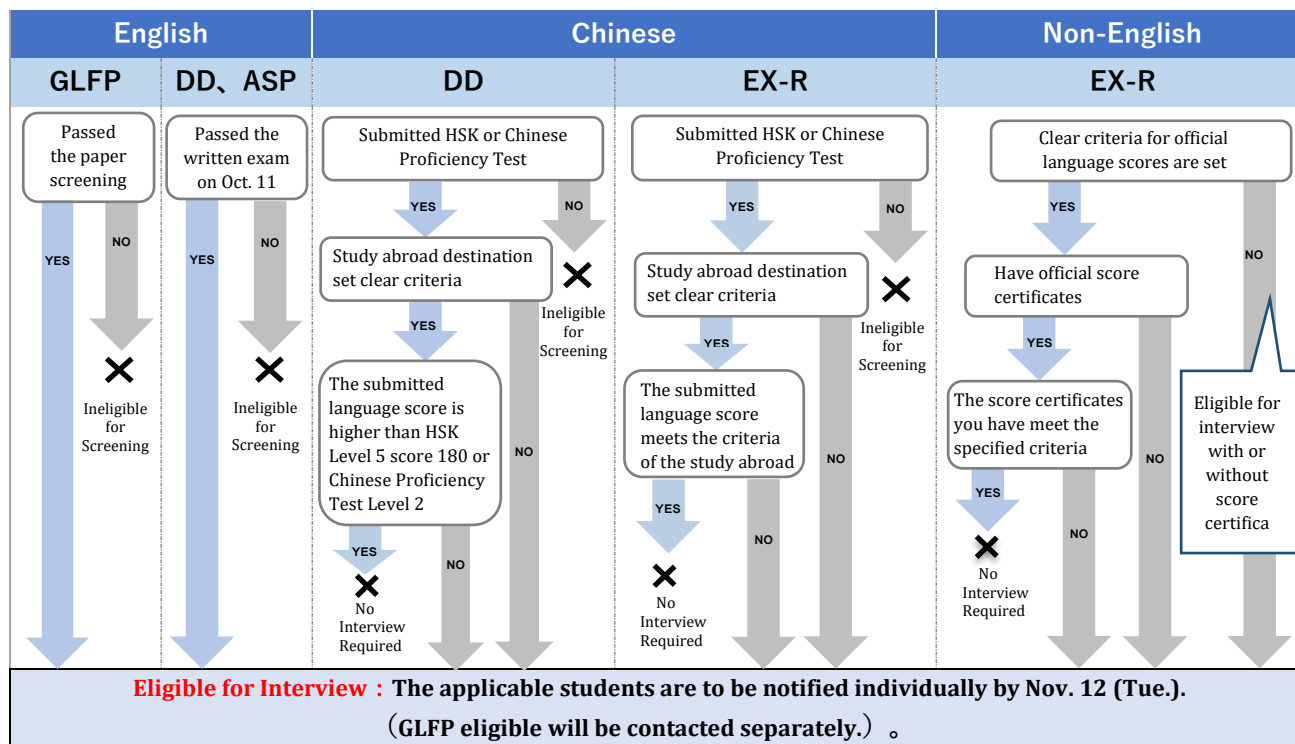 English
Chinese
Non-English
GLFP
DD、ASP
DD
EX-R
EX-R
Passed
the paper
screening
YES
NO
Ineligible
for
Screening
Passed the
written exam
on Oct. 11
YES
NO
Ineligible
for
Screening
Submitted HSK or Chinese
Proficiency Test
YES
NO
Ineligible
for
Screening
Study abroad destination
set clear criteria
YES
NO
The submitted
language score is
higher than HSK
Level 5 score 180 or
Chinese Proficiency
Test Level 2
YES
NO
No
Interview
Required
Submitted HSK or Chinese
Proficiency Test
YES
NO
Ineligible
for
Screening
Study abroad destination
set clear criteria
YES
NO
The submitted
language score
meets the criteria
of the study abroad
YES
NO
No
Interview
Required
Clear criteria for official
language scores are set
YES
NO
Have official score
certificates
YES
NO
The score certificates
you have meet the
specified criteria
YES
NO
No
Interview
Required
Eligible for
interview
with or
without
score
certifica
Eligible for Interview：The applicable students are to be notified individually by Nov. 12 (Tue.).
（GLFP eligible will be contacted separately.）。